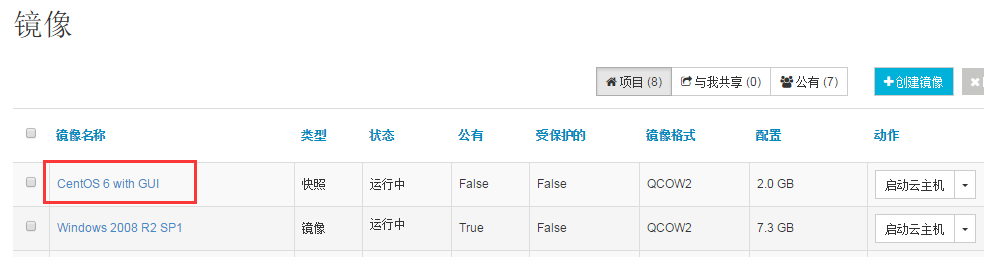 镜像
项目 (8) 与我共享 (0) 公有 (7) 创建镜像
镜像名称 类型 状态 公有 受保护的 镜像格式 配置 动作
CentOS 6 with GUI 快照 运行中 False False QCOW2 2.0 GB 启动云主机
Windows 2008 R2 SP1 镜像 运行中 True False QCOW2 7.3 GB 启动云主机